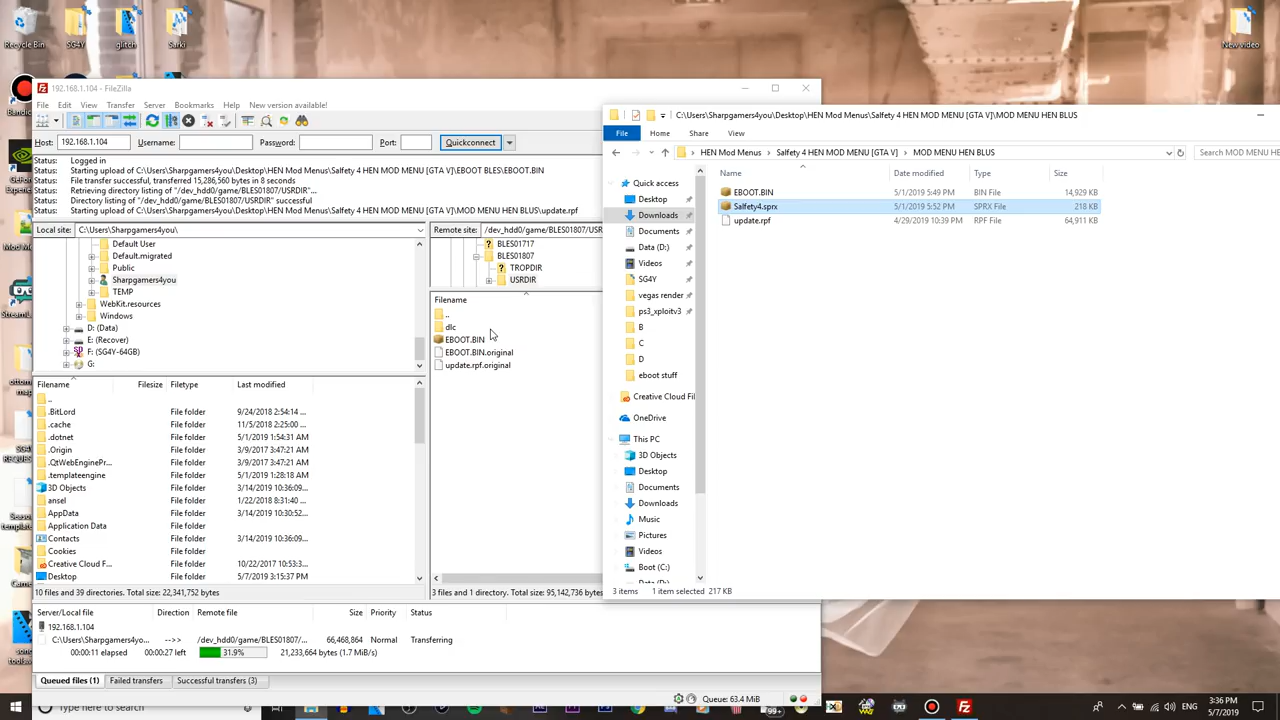 Recycle Bin
SG4Y
glitch
Sarki
New video
192.168.1.104 - FileZilla
File Edit View Transfer Server Bookmarks Help New version available!
Host: 192.168.1.104 Username: Password: Port: Quickconnect
Status: Logged in
Status: Starting upload of C:\Users\Sharpgamers4you\Desktop\HEN Mod Menus\Salfety 4 HEN MOD MENU [GTA V]\EBOOT BLES\EBOOT.BIN
Status: File transfer successful, transferred 15,286,560 bytes in 8 seconds
Status: Retrieving directory listing of "/dev_hdd0/game/BLES01807/USRDIR"...
Status: Directory listing of "/dev_hdd0/game/BLES01807/USRDIR" successful
Status: Starting upload of C:\Users\Sharpgamers4you\Desktop\HEN Mod Menus\Salfety 4 HEN MOD MENU [GTA V]\MOD MENU HEN BLUS\update.rpf
Local site: C:\Users\Sharpgamers4you\
Default User
Default.migrated
Public
Sharpgamers4you
TEMP
WebKit.resources
Windows
D: (Data)
E: (Recover)
F: (SG4Y-64GB)
G:
Filename Filesize Filetype Last modified
..
.BitLord File folder 9/24/2018 2:54:14 ...
.cache File folder 11/5/2018 2:25:00 ...
.dotnet File folder 5/1/2019 1:54:31 AM
.Origin File folder 3/9/2017 3:47:21 AM
.QtWebEnginePr... File folder 3/9/2017 3:47:21 AM
.templateengine File folder 5/1/2019 1:28:18 AM
3D Objects File folder 3/14/2019 10:36:09...
ansel File folder 1/22/2018 8:31:40 ...
AppData File folder 3/14/2019 10:30:52...
Application Data File folder
Contacts File folder 3/14/2019 10:36:09...
Cookies File folder
Creative Cloud F... File folder 10/22/2017 10:53:3...
Desktop File folder 5/7/2019 3:15:37 PM
10 files and 39 directories. Total size: 22,341,752 bytes
Remote site: /dev_hdd0/game/BLES01807/USR
BLES01717
BLES01807
TROPDIR
USRDIR
Filename
..
dlc
EBOOT.BIN
EBOOT.BIN.original
update.rpf.original
3 files and 1 directory. Total size: 95,142,736 bytes
Server/Local file Direction Remote file Size Priority Status
192.168.1.104
C:\Users\Sharpgamers4yo... -->> /dev_hdd0/game/BLES01807/... 66,468,864 Normal Transferring
00:00:11 elapsed 00:00:27 left 31.9% 21,233,664 bytes (1.7 MiB/s)
Queued files (1) Failed transfers Successful transfers (3)
Queue: 63.4 MiB
C:\Users\Sharpgamers4you\Desktop\HEN Mod Menus\Salfety 4 HEN MOD MENU [GTA V]\MOD MENU HEN BLUS
File Home Share View
HEN Mod Menus > Salfety 4 HEN MOD MENU [GTA V] > MOD MENU HEN BLUS Search MOD MENU
Name Date modified Type Size
EBOOT.BIN 5/1/2019 5:49 PM BIN File 14,929 KB
Salfety4.sprx 5/1/2019 5:52 PM SPRX File 218 KB
update.rpf 4/29/2019 10:39 PM RPF File 64,911 KB
Quick access
Desktop
Downloads
Documents
Data (D:)
Videos
SG4Y
vegas render
ps3_xploitv3
B
C
D
eboot stuff
Creative Cloud Fil
OneDrive
This PC
3D Objects
Desktop
Documents
Downloads
Music
Pictures
Videos
Boot (C:)
3 items 1 item selected 217 KB
Type here to search
99+
3:36 PM
5/7/2019